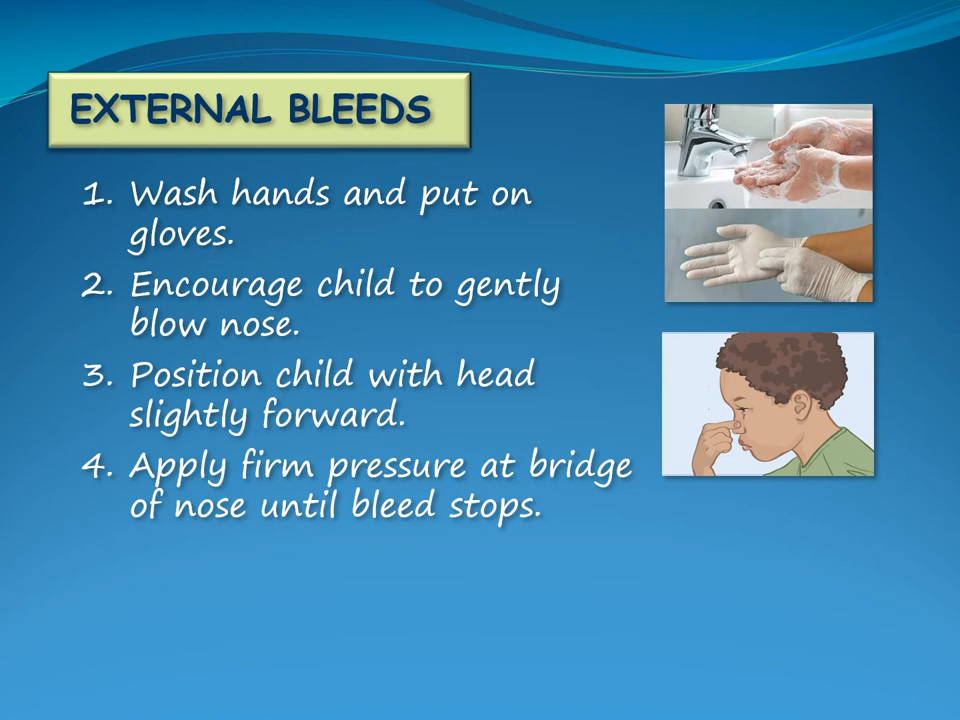 EXTERNAL BLEEDS
1. Wash hands and put on
gloves.
2. Encourage child to gently
blow nose.
3. Position child with head
slightly forward.
4. Apply firm pressure at bridge
of nose until bleed stops.